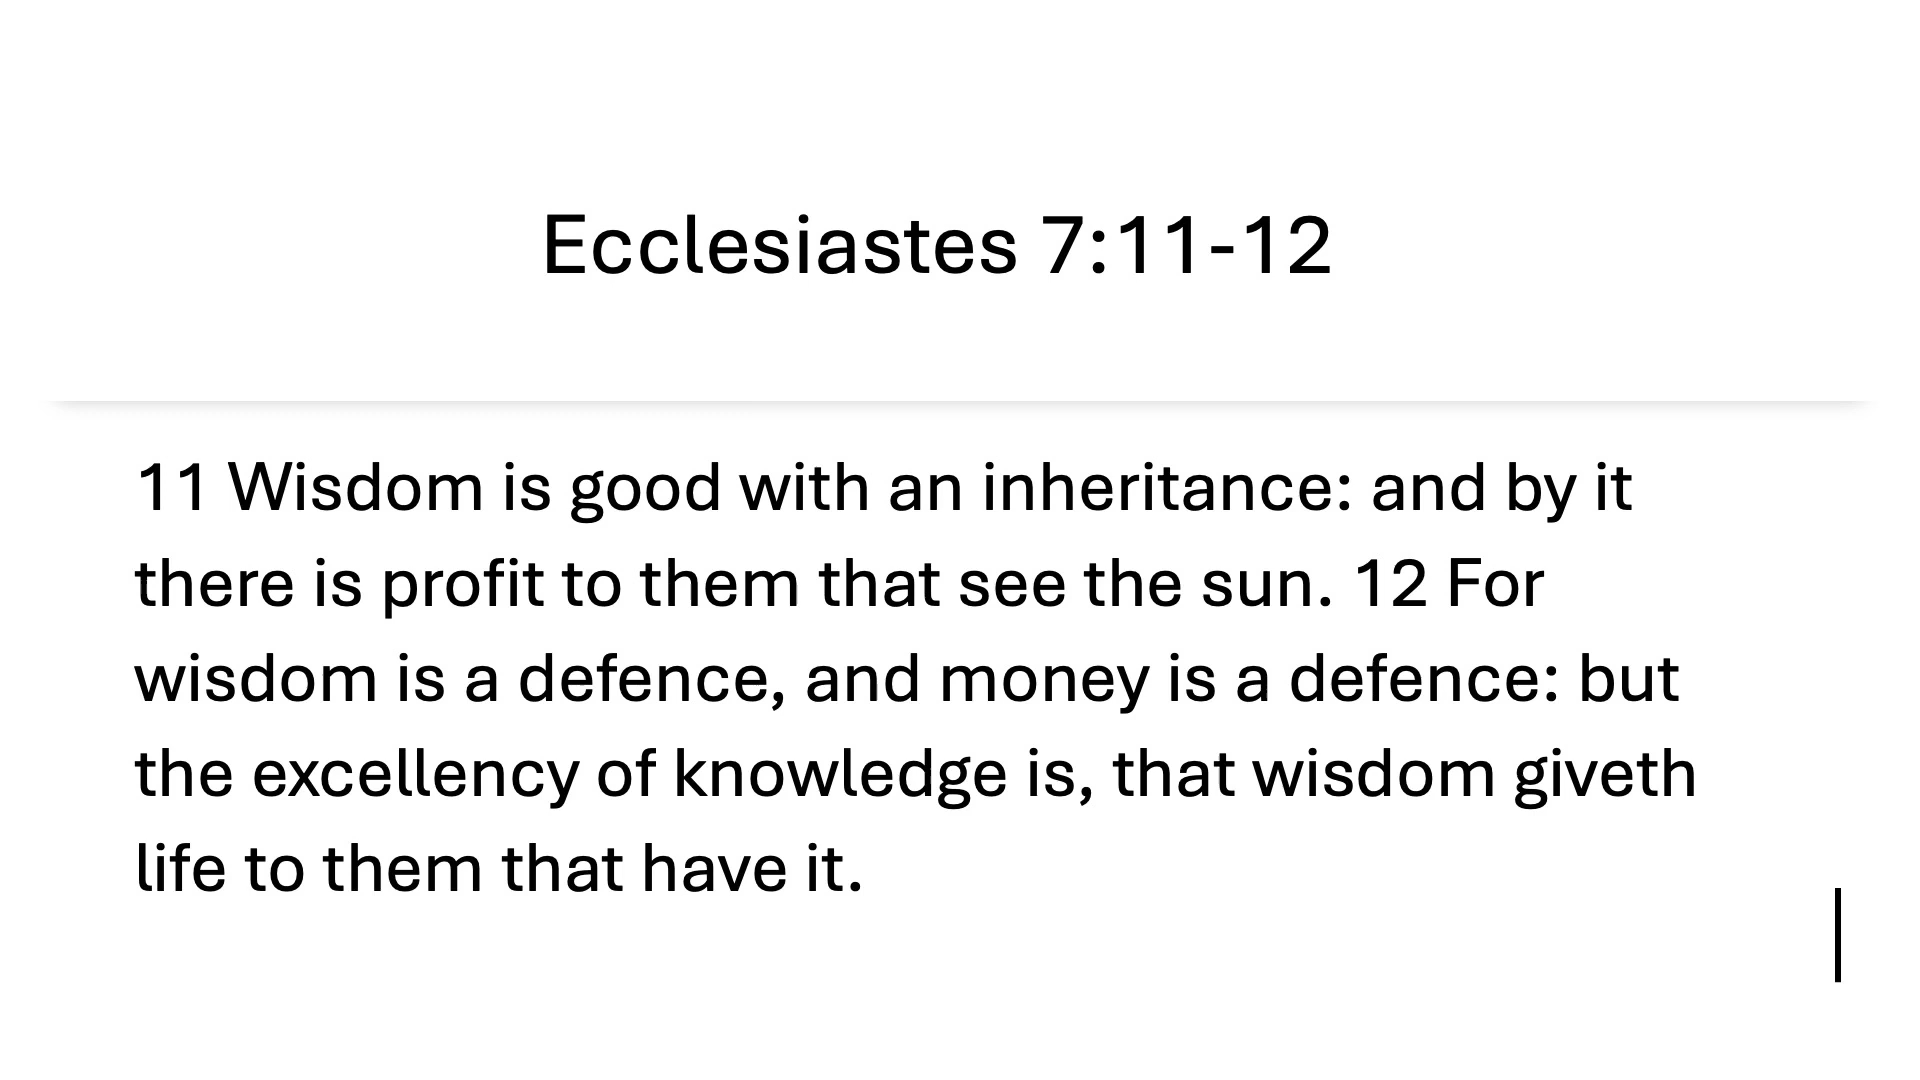 Ecclesiastes 7:11-12
11 Wisdom is good with an inheritance: and by it
there is profit to them that see the sun. 12 For
wisdom is a defence, and money is a defence: but
the excellency of knowledge is, that wisdom giveth
life to them that have it.